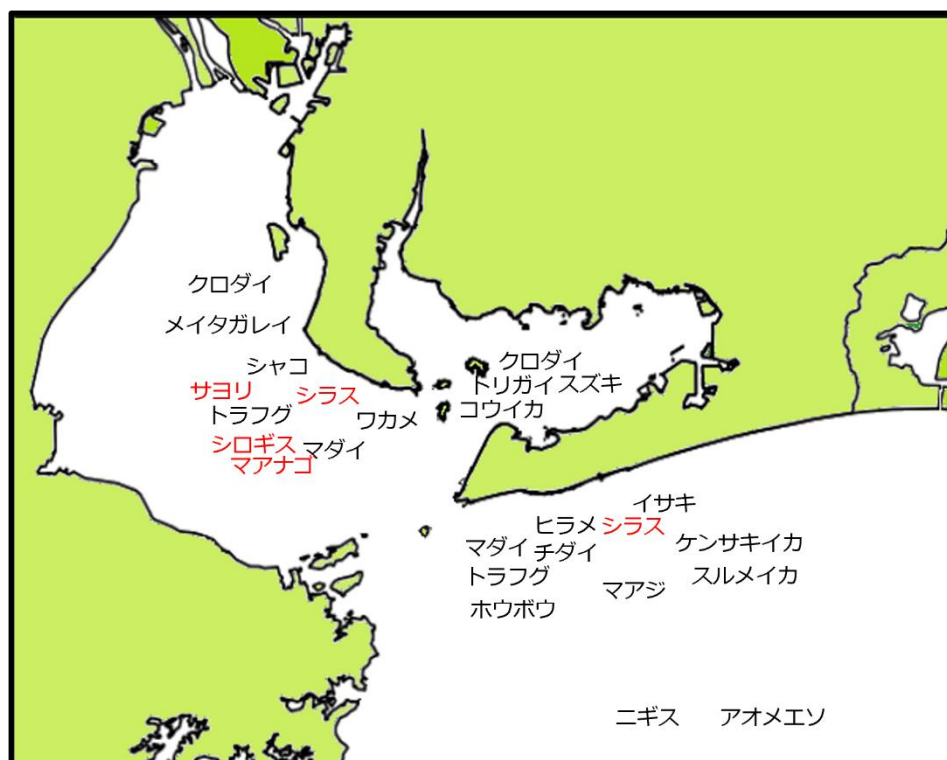 クロダイ
メイタガレイ
シャコ
サヨリ
シラス
トラフグ
ワカメ
シロギス
マダイ
マアナゴ
クロダイ
トリガイ スズキ
コウイカ
イサキ
ヒラメ
シラス
マダイ
チダイ
ケンサキイカ
トラフグ
マアジ
スルメイカ
ホウボウ
ニギス
アオメエソ